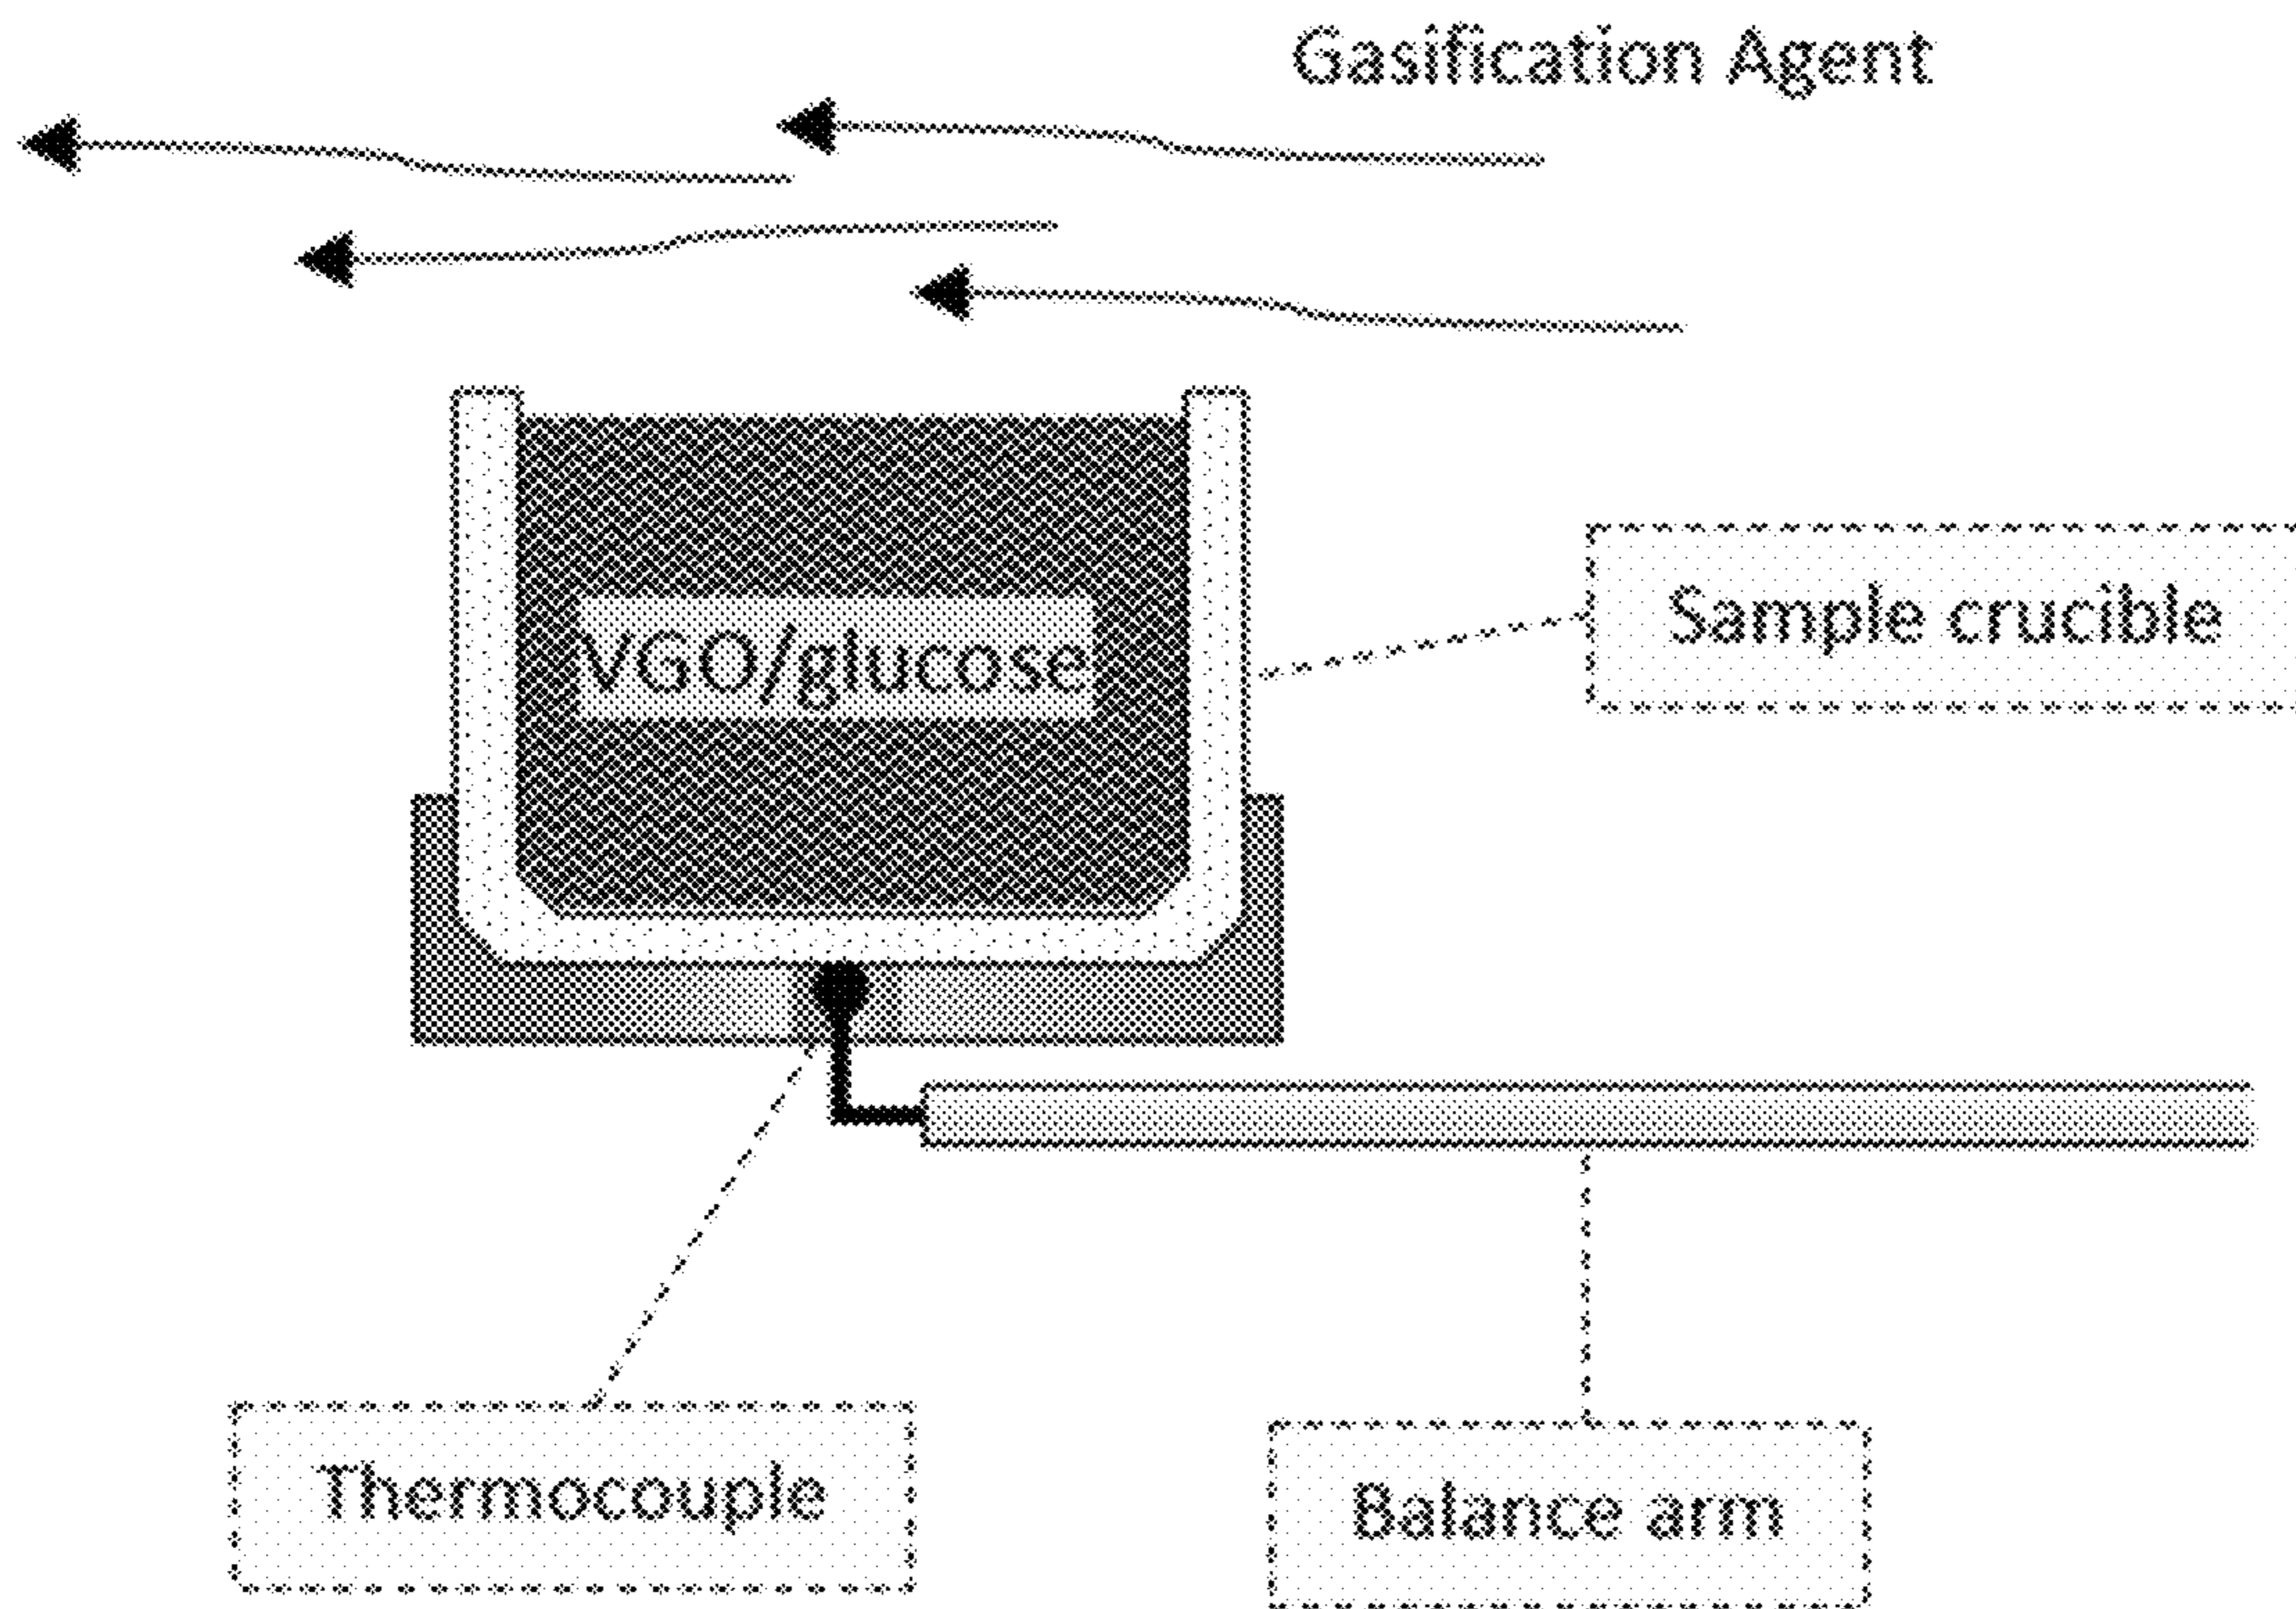 Gasification Agent
Sample crucible
VGO/glucose
Thermocouple
Balance arm